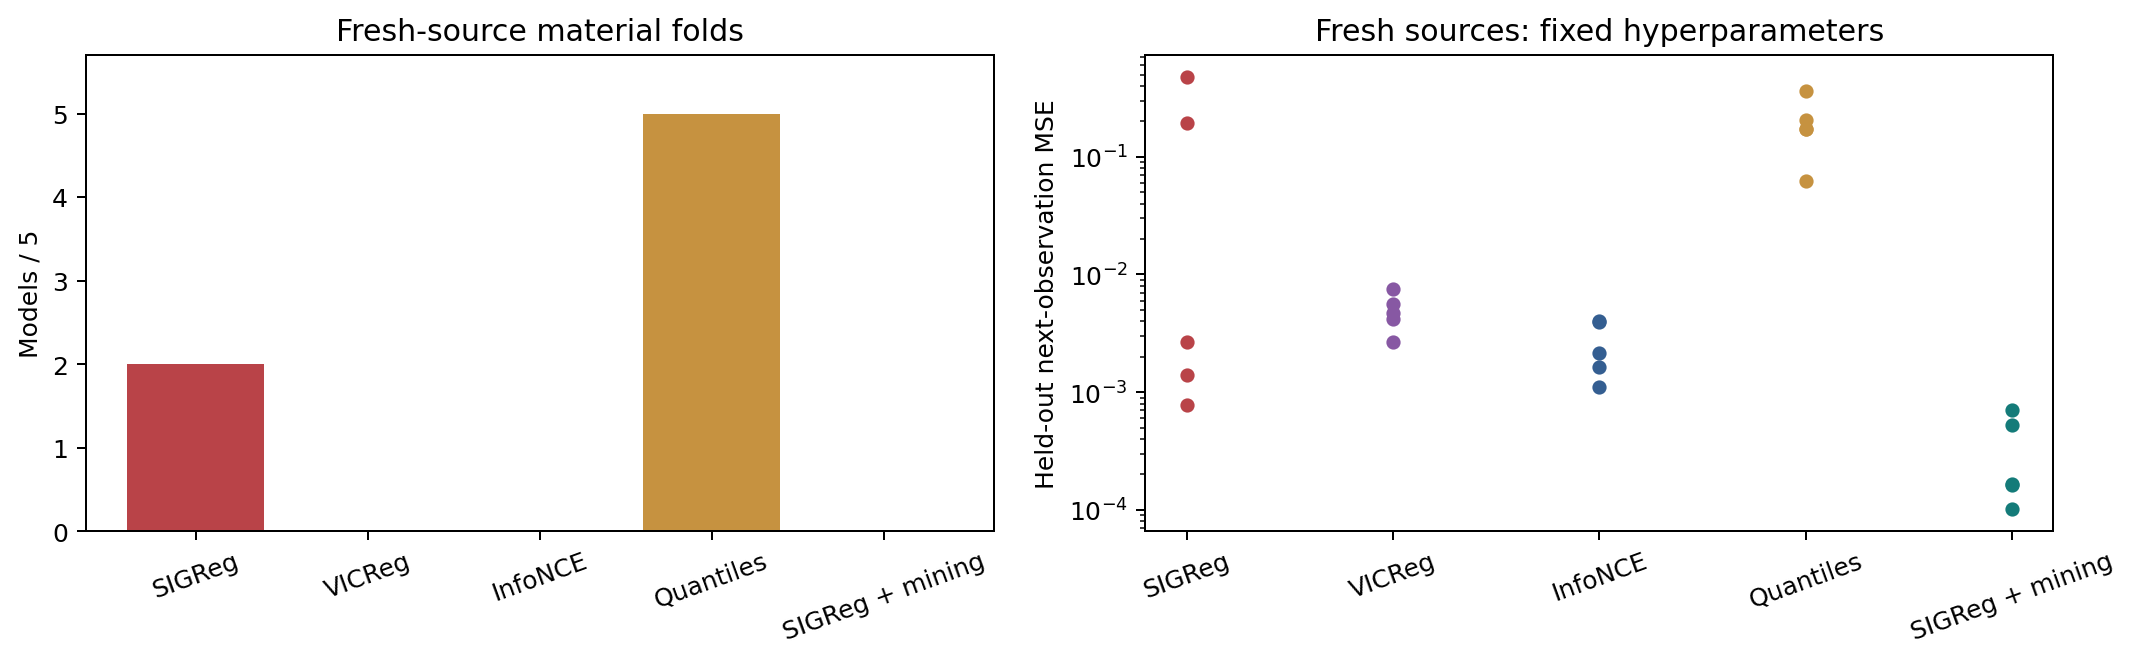 Fresh-source material folds
Models / 5
5
4
3
2
1
0
SIGReg
VICReg
InfoNCE
Quantiles
SIGReg + mining
Fresh sources: fixed hyperparameters
Held-out next-observation MSE
10⁻¹
10⁻²
10⁻³
10⁻⁴
SIGReg
VICReg
InfoNCE
Quantiles
SIGReg + mining